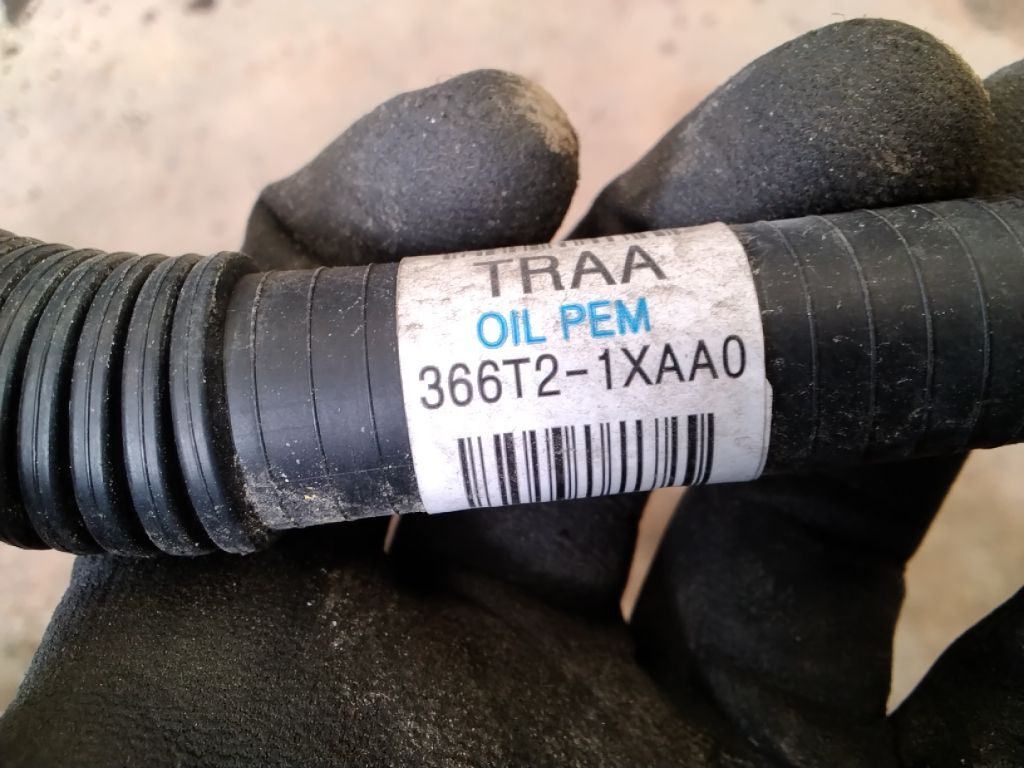 TRAA
OIL PEM
366T2-1XAA0